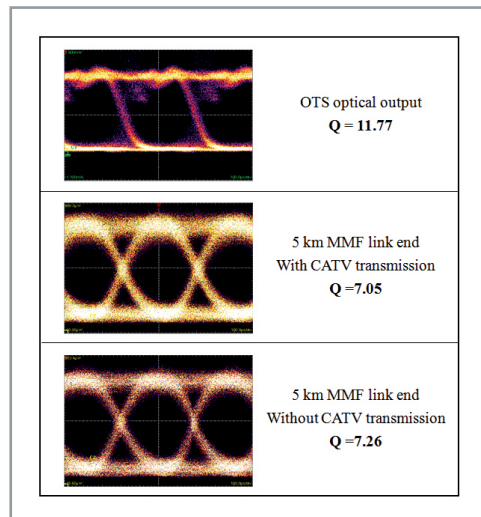 OTS optical output
Q = 11.77
5 km MMF link end
With CATV transmission
Q =7.05
5 km MMF link end
Without CATV transmission
Q =7.26